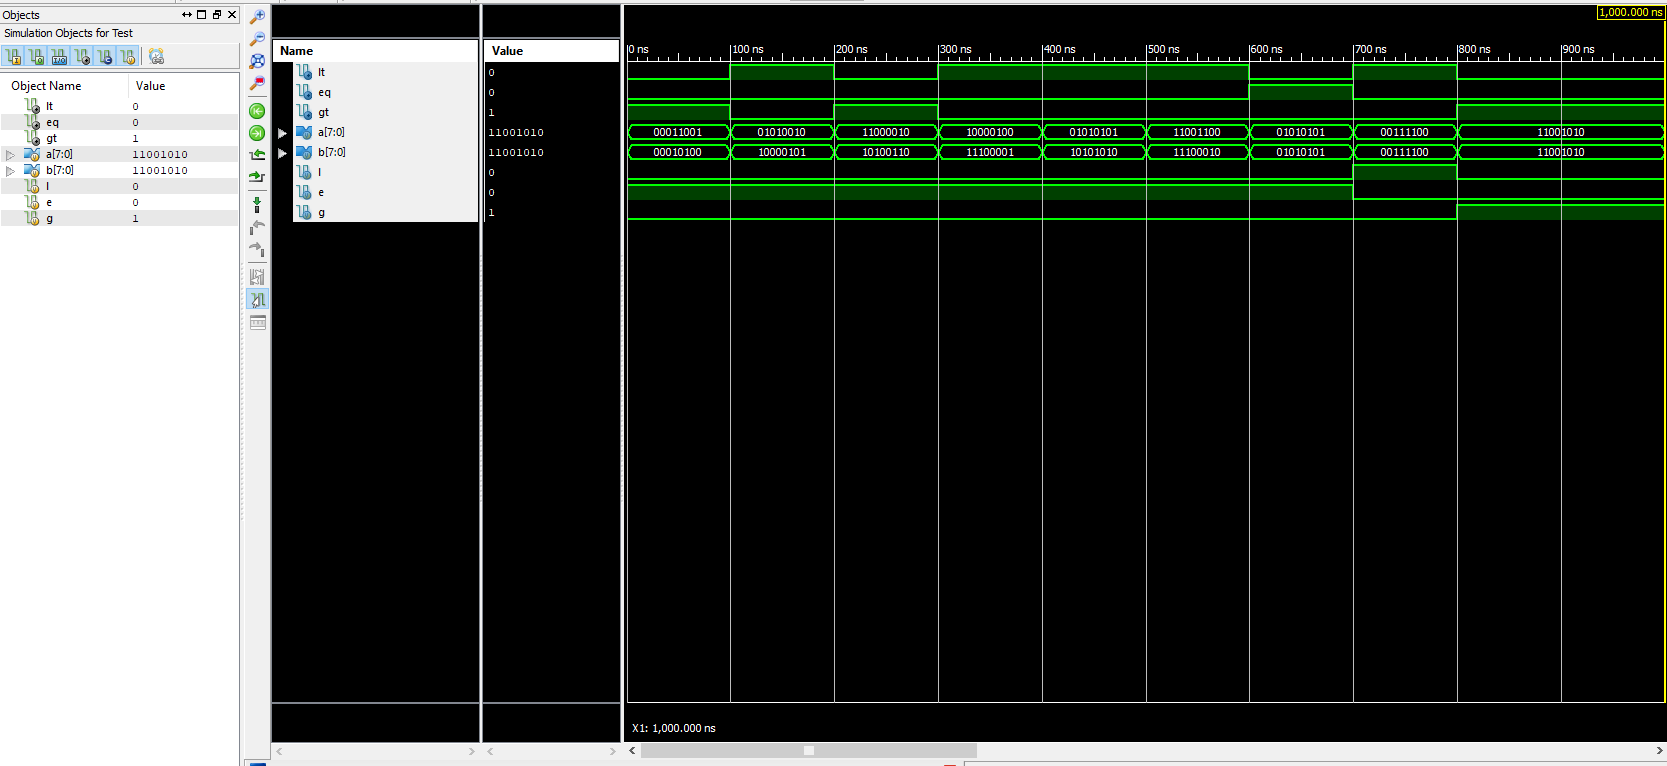 Objects
Simulation Objects for Test
Object Name Value
lt 0
eq 0
gt 1
a[7:0] 11001010
b[7:0] 11001010
l 0
e 0
g 1
Name Value
lt 0
eq 0
gt 1
a[7:0] 11001010
b[7:0] 11001010
l 0
e 0
g 1
1,000.000 ns
0 ns 100 ns 200 ns 300 ns 400 ns 500 ns 600 ns 700 ns 800 ns 900 ns
00011001 01010010 11000010 10000100 01010101 11001100 01010101 00111100 11001010
00010100 10000101 10100110 11100001 10101010 11100010 01010101 00111100 11001010
X1: 1,000.000 ns